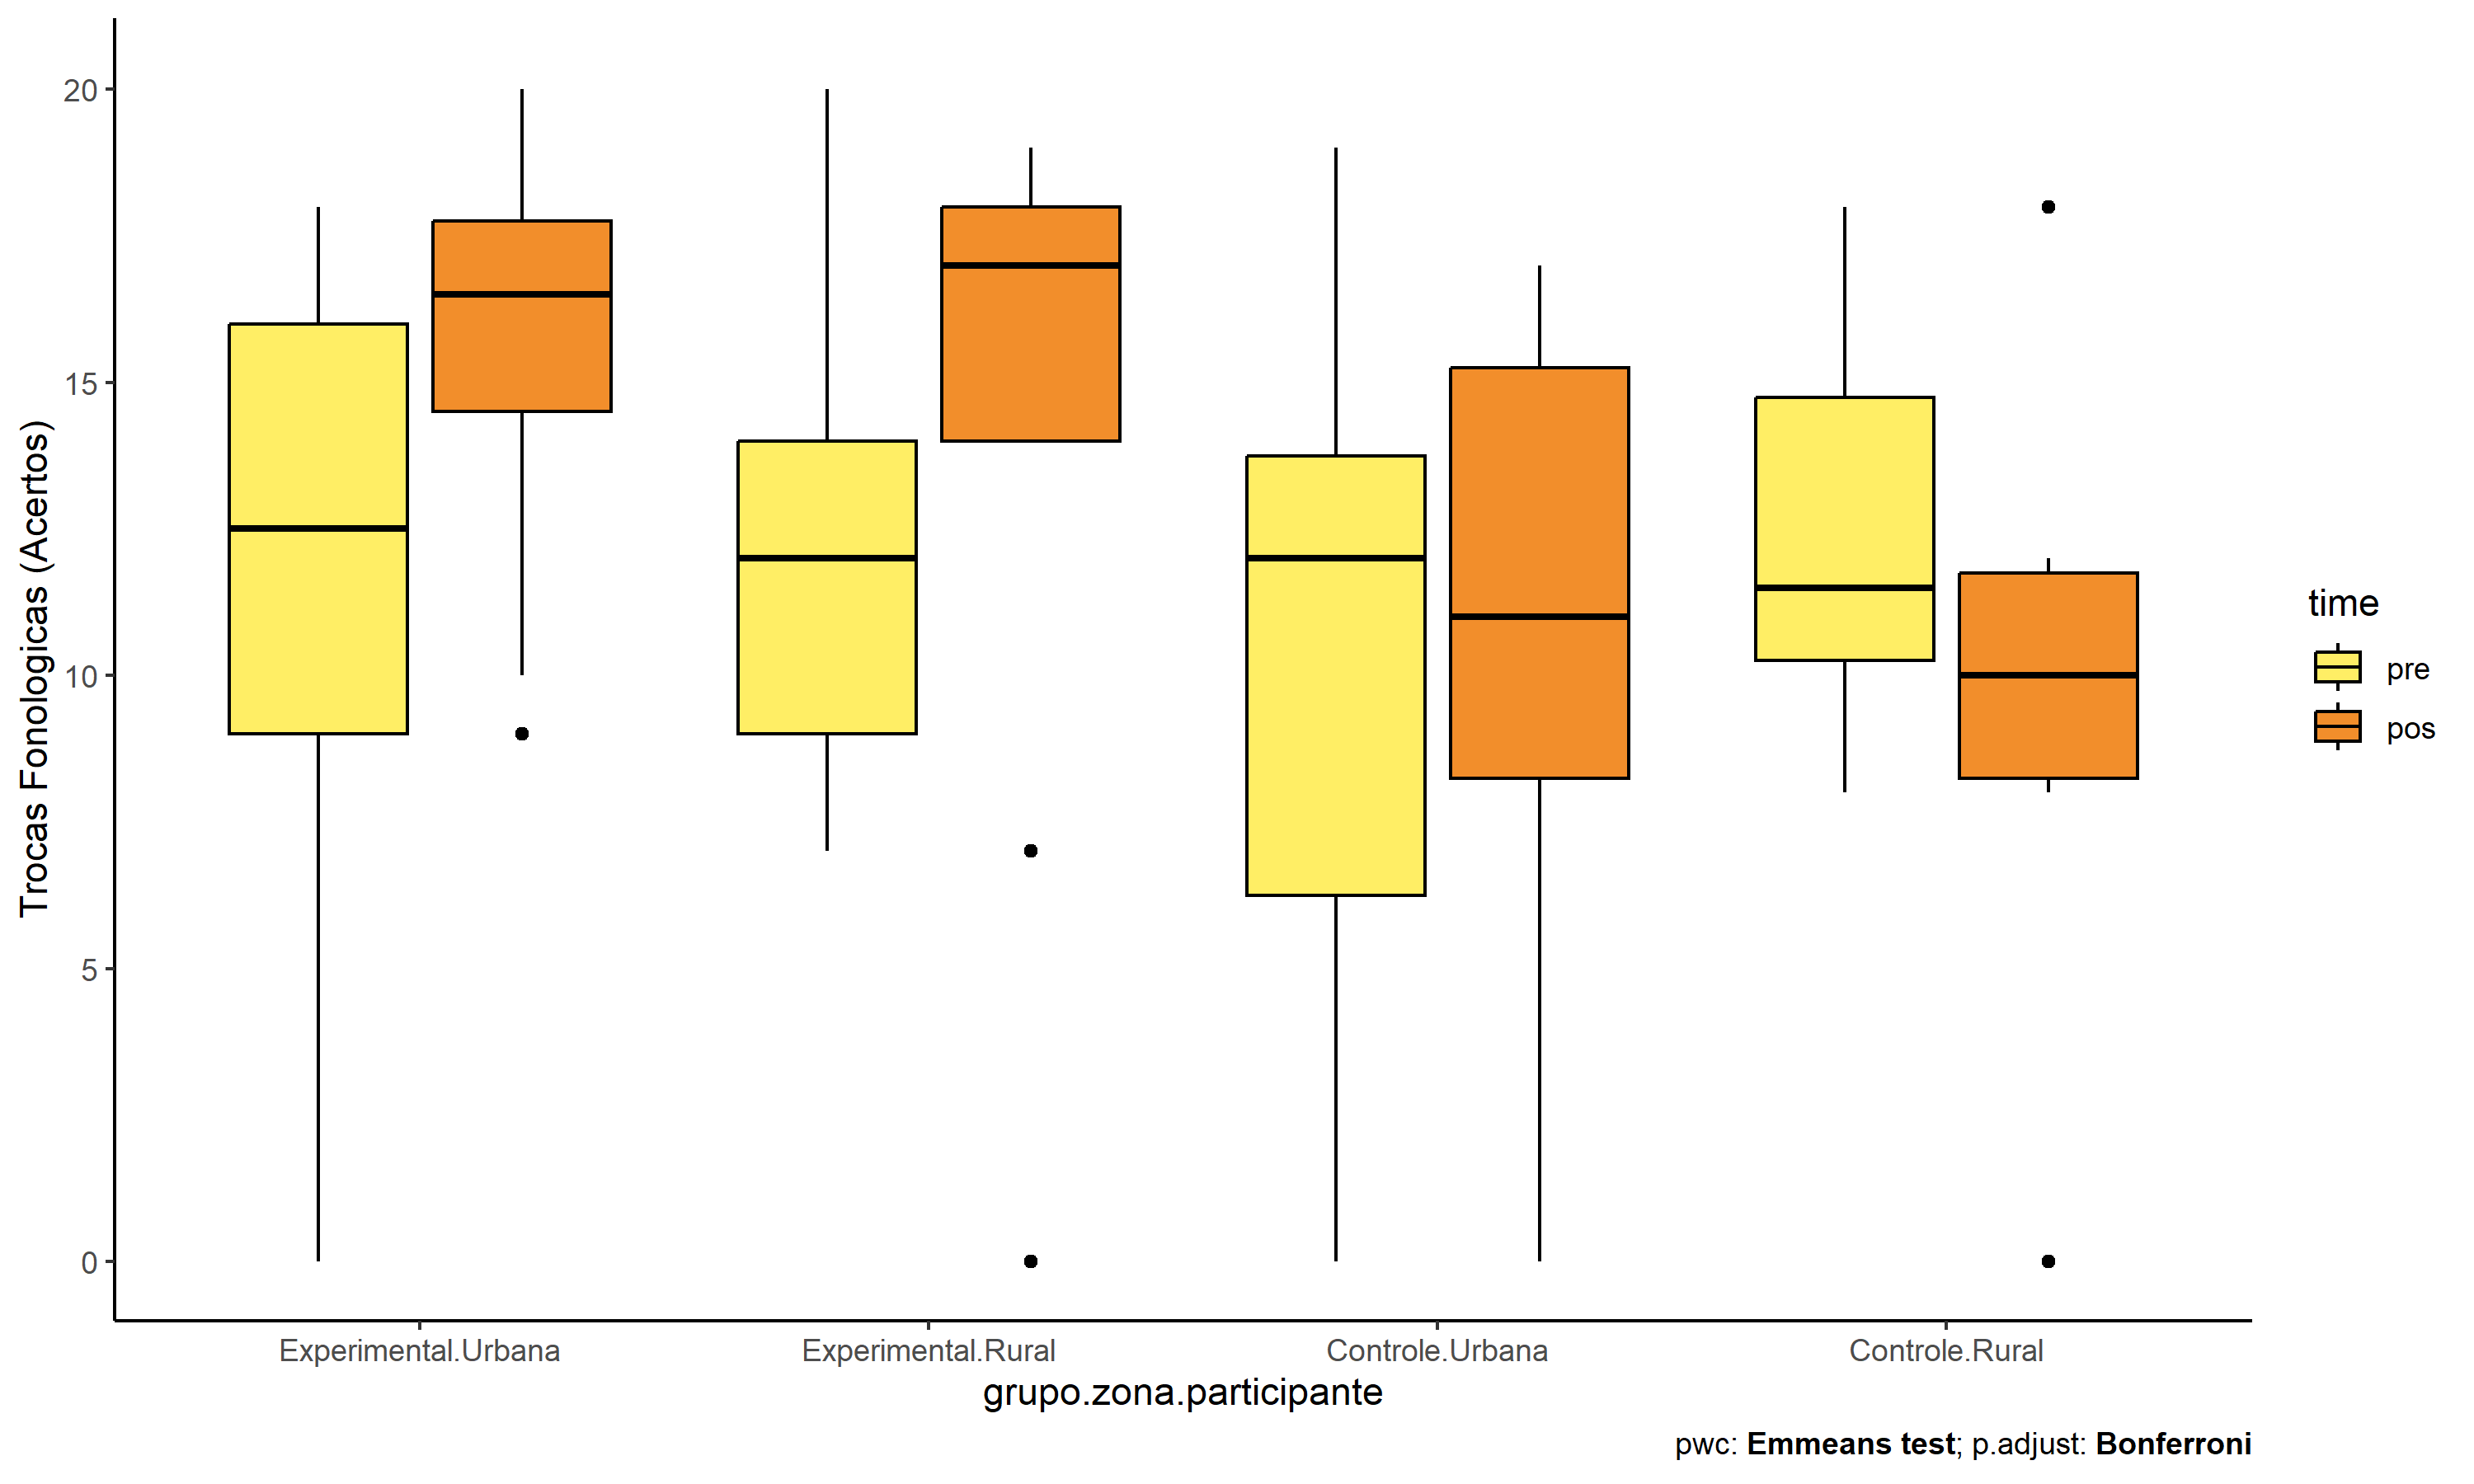 Trocas Fonologicas (Acertos)
20
15
10
5
0
Experimental.Urbana
Experimental.Rural
Controle.Urbana
Controle.Rural
grupo.zona.participante
time
pre
pos
pwc: Emmeans test; p.adjust: Bonferroni